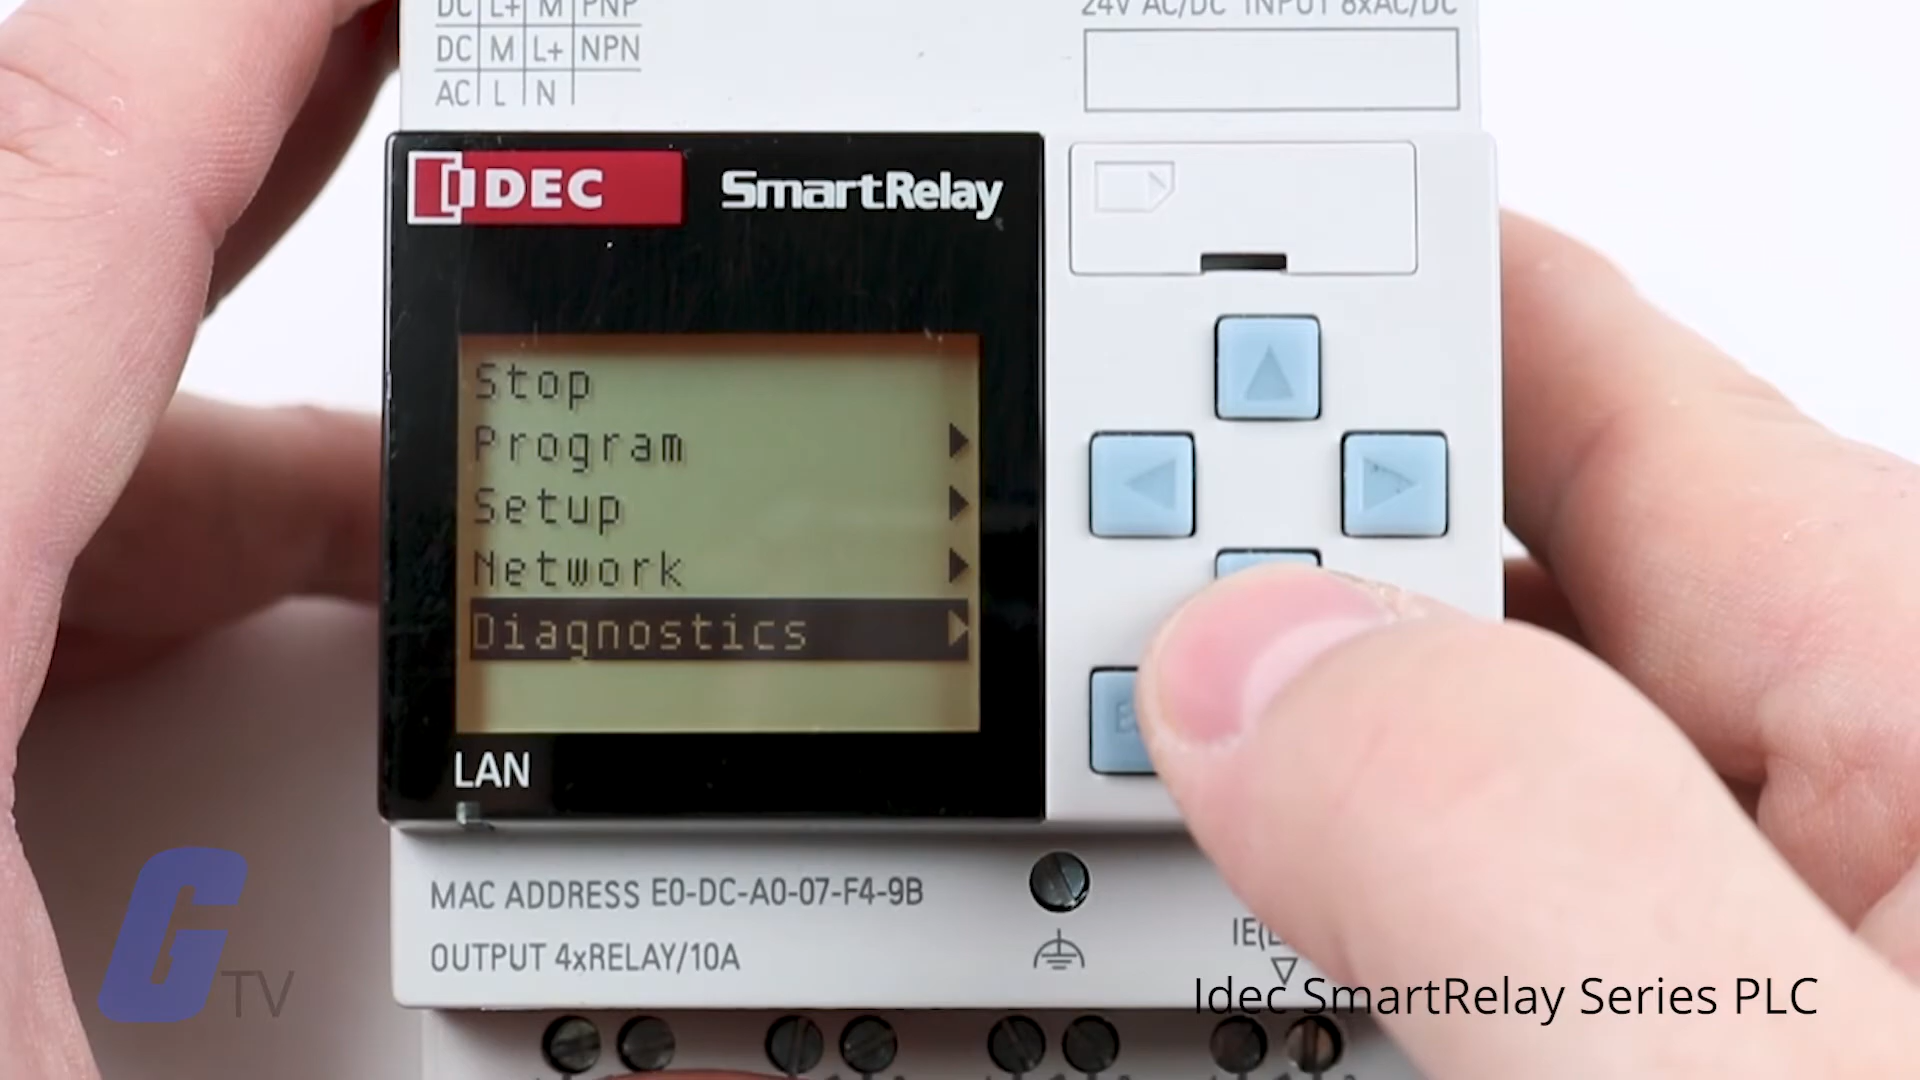 DC L+ M PNP
24V AC/DC INPUT 8xAC/DC
DC M L+ NPN
AC L N
IDEC
SmartRelay
Stop
Program
Setup
Network
Diagnostics
LAN
MAC ADDRESS E0-DC-A0-07-F4-9B
OUTPUT 4xRELAY/10A
G TV
Idec SmartRelay Series PLC